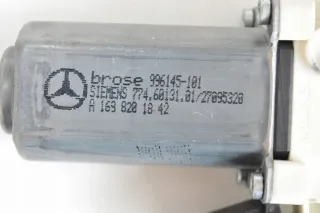 brose 996145-101
SIEMENS 774.60131.01/27095320
A 169 820 18 42